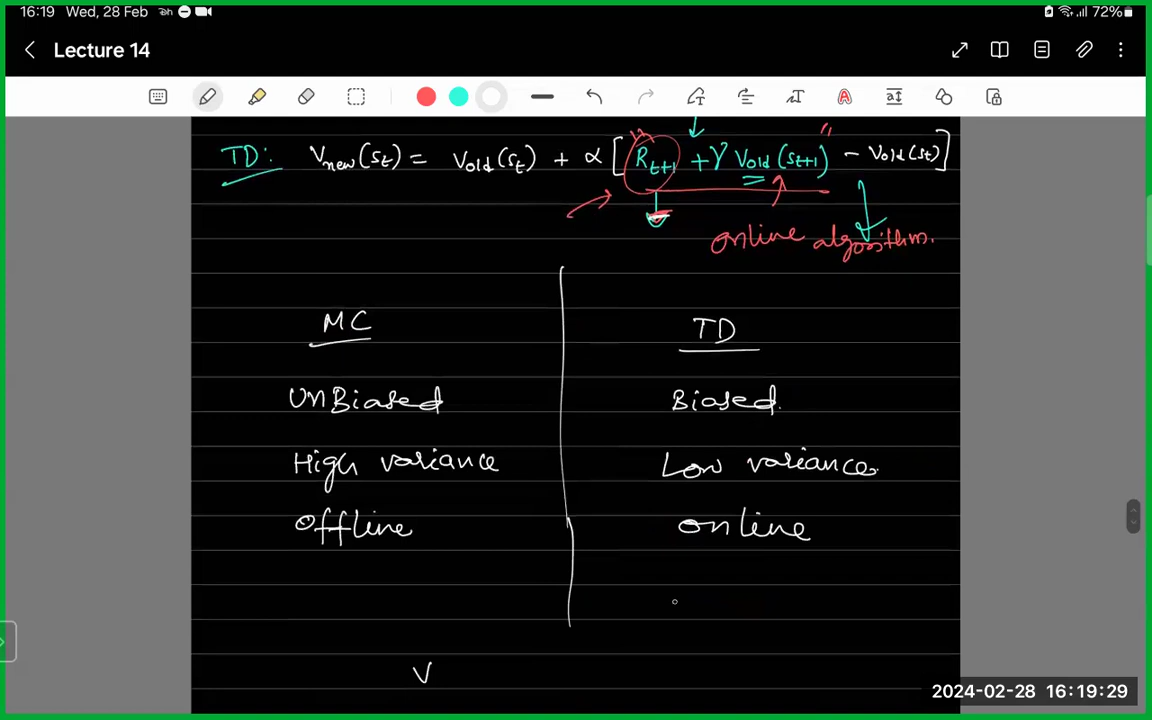 16:19 Wed, 28 Feb 72%
Lecture 14
TD: Vnew(St) = Vold(St) + α [Rt+1 + γ Vold(St+1) - Vold(St)]
online algorithm.
MC TD
UnBiased Biased.
High variance Low variance.
Offline online
V
2024-02-28 16:19:29